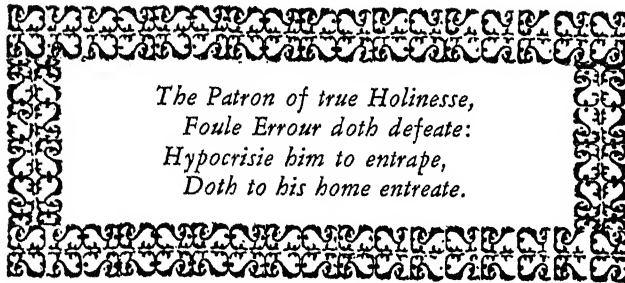 The Patron of true Holinesse,
Foule Errour doth defeate:
Hypocrisie him to entrape,
Doth to his home entreate.